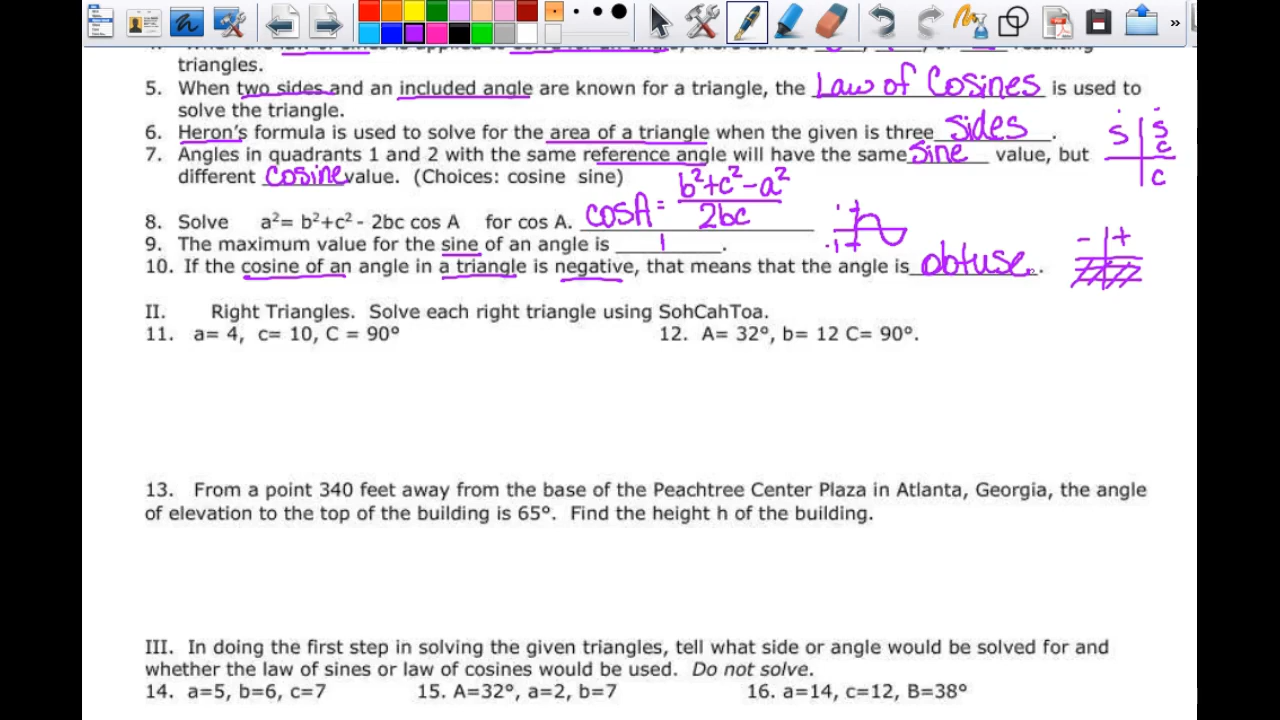 triangles.
5. When two sides and an included angle are known for a triangle, the Law of Cosines is used to
solve the triangle.
6. Heron's formula is used to solve for the area of a triangle when the given is three sides.
7. Angles in quadrants 1 and 2 with the same reference angle will have the same sine value, but
different cosine value. (Choices: cosine sine)
8. Solve a²= b²+c² - 2bc cos A for cos A. cosA = b²+c²-a² / 2bc
9. The maximum value for the sine of an angle is 1.
10. If the cosine of an angle in a triangle is negative, that means that the angle is obtuse.
S S
C
C
1
-1
- +
II. Right Triangles. Solve each right triangle using SohCahToa.
11. a= 4, c= 10, C = 90° 12. A= 32°, b= 12 C= 90°.
13. From a point 340 feet away from the base of the Peachtree Center Plaza in Atlanta, Georgia, the angle
of elevation to the top of the building is 65°. Find the height h of the building.
III. In doing the first step in solving the given triangles, tell what side or angle would be solved for and
whether the law of sines or law of cosines would be used. Do not solve.
14. a=5, b=6, c=7 15. A=32°, a=2, b=7 16. a=14, c=12, B=38°